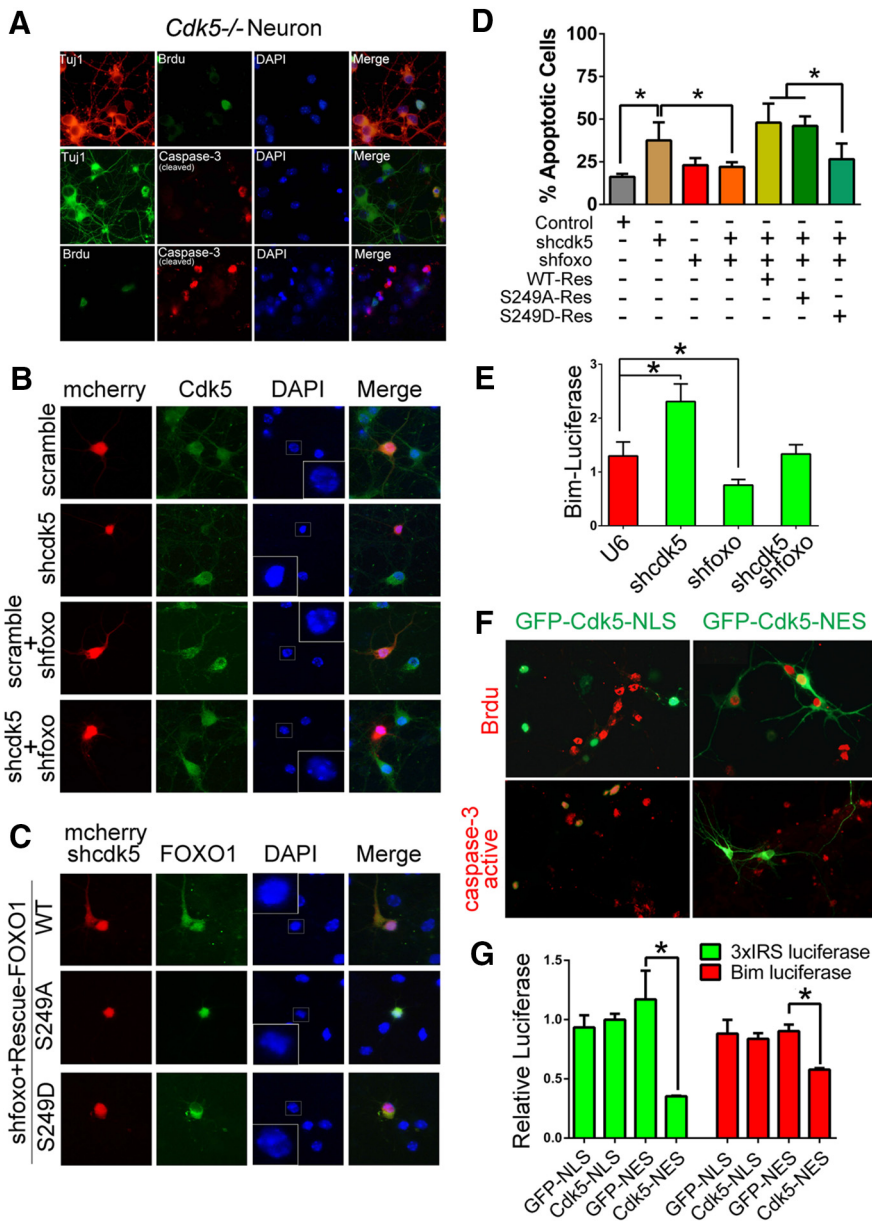 A
Cdk5-/- Neuron
Tuj1 Brdu DAPI Merge
Tuj1 Caspase-3 (cleaved) DAPI Merge
Brdu Caspase-3 (cleaved) DAPI Merge
B
mcherry Cdk5 DAPI Merge
scramble
shcdk5
scramble + shfoxo
shcdk5 + shfoxo
C
mcherry shcdk5 FOXO1 DAPI Merge
shfoxo+Rescue-FOXO1
WT
S249A
S249D
D
% Apoptotic Cells
100
75
50
25
0
* * *
Control + - - - - - -
shcdk5 - + - + + + +
shfoxo - - + + + + +
WT-Res - - - - + - -
S249A-Res - - - - - + -
S249D-Res - - - - - - +
E
Bim-Luciferase
3
2
1
0
*
*
U6 shcdk5 shfoxo shcdk5 shfoxo
F
GFP-Cdk5-NLS GFP-Cdk5-NES
Brdu
caspase-3 active
G
3xIRS luciferase
Bim luciferase
Relative Luciferase
1.5
1.0
0.5
0.0
* *
GFP-NLS Cdk5-NLS GFP-NES Cdk5-NES GFP-NLS Cdk5-NLS GFP-NES Cdk5-NES